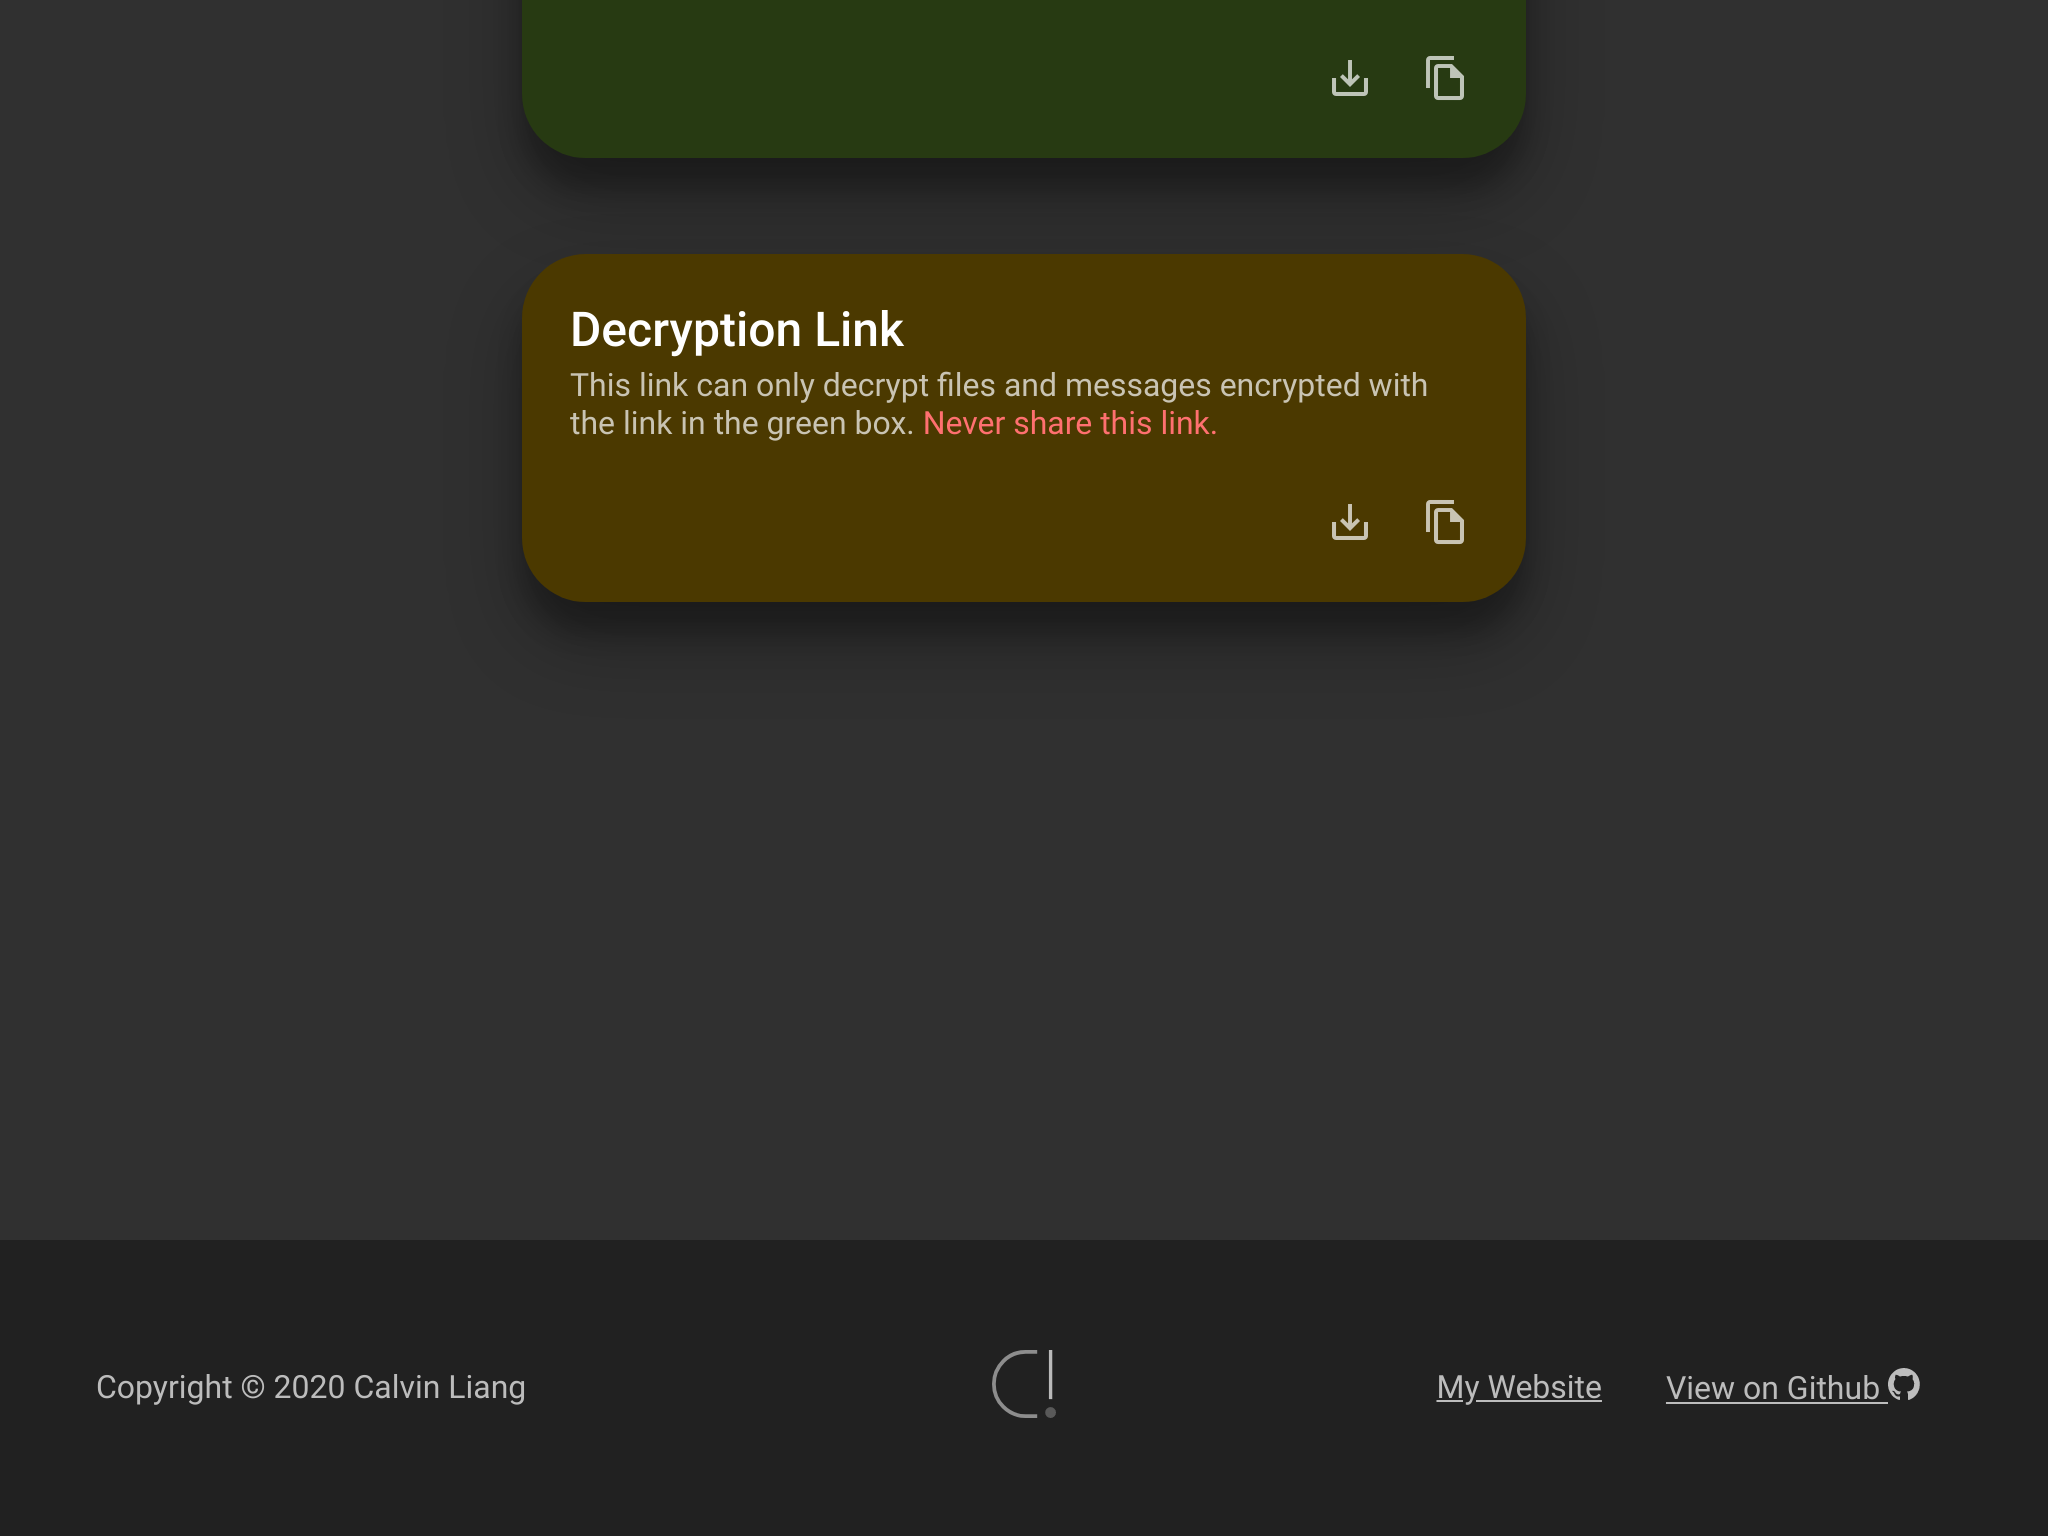 Decryption Link
This link can only decrypt files and messages encrypted with
the link in the green box. Never share this link.
Copyright © 2020 Calvin Liang
My Website
View on Github